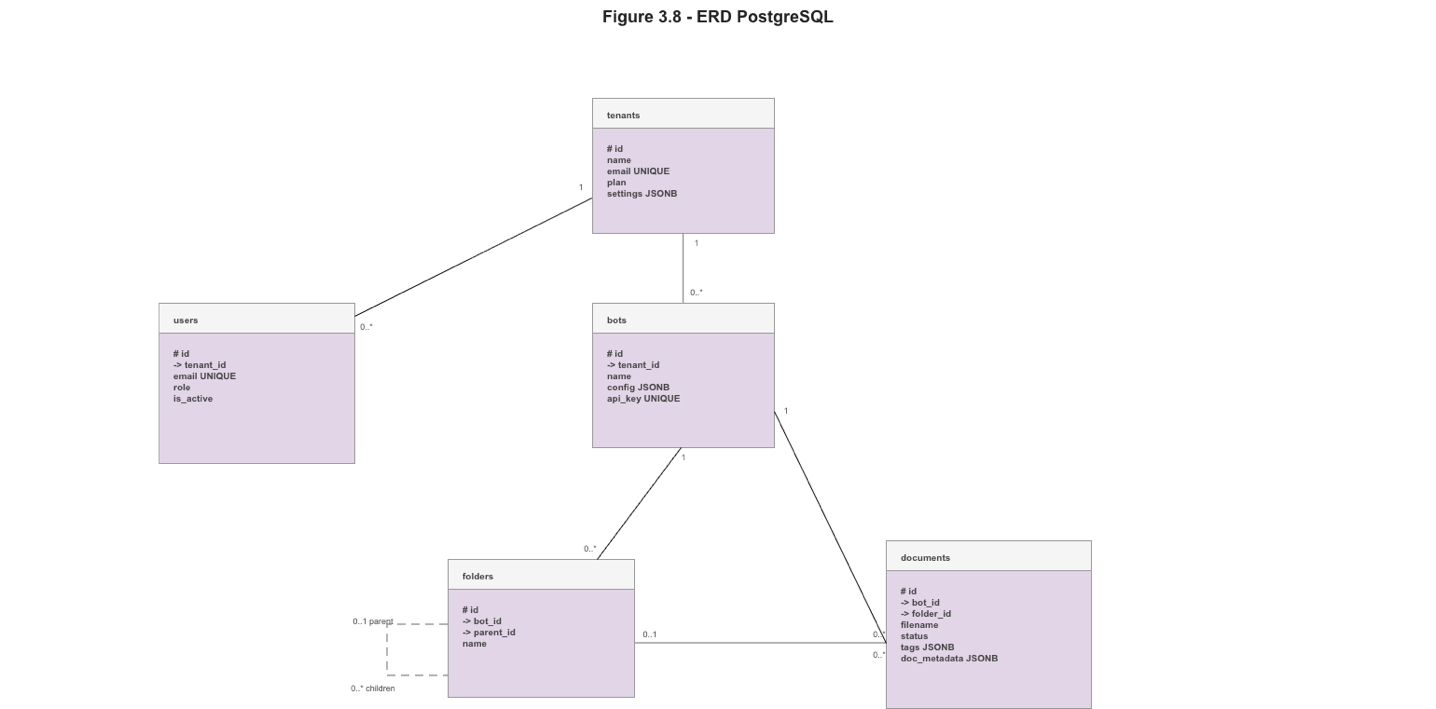 Figure 3.8 - ERD PostgreSQL
tenants
# id
name
email UNIQUE
plan
settings JSONB
1
1
0..*
0..*
users
# id
-> tenant_id
email UNIQUE
role
is_active
bots
# id
-> tenant_id
name
config JSONB
api_key UNIQUE
1
1
0..*
folders
# id
-> bot_id
-> parent_id
name
0..1 parent
0..* children
0..1
0..*
0..*
documents
# id
-> bot_id
-> folder_id
filename
status
tags JSONB
doc_metadata JSONB